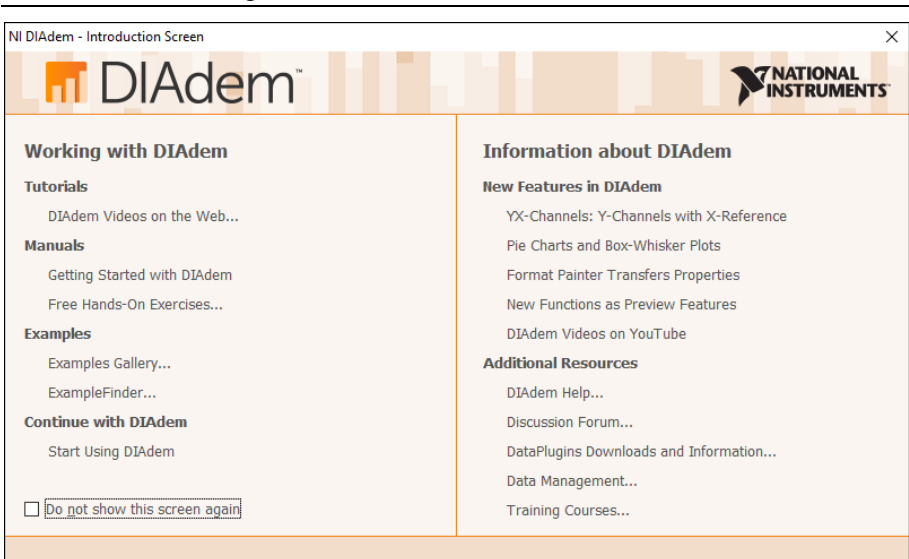 NI DIAdem - Introduction Screen
DIAdem™
NATIONAL
INSTRUMENTS™
Working with DIAdem
Tutorials
DIAdem Videos on the Web...
Manuals
Getting Started with DIAdem
Free Hands-On Exercises...
Examples
Examples Gallery...
ExampleFinder...
Continue with DIAdem
Start Using DIAdem
Do not show this screen again
Information about DIAdem
New Features in DIAdem
YX-Channels: Y-Channels with X-Reference
Pie Charts and Box-Whisker Plots
Format Painter Transfers Properties
New Functions as Preview Features
DIAdem Videos on YouTube
Additional Resources
DIAdem Help...
Discussion Forum...
DataPlugins Downloads and Information...
Data Management...
Training Courses...